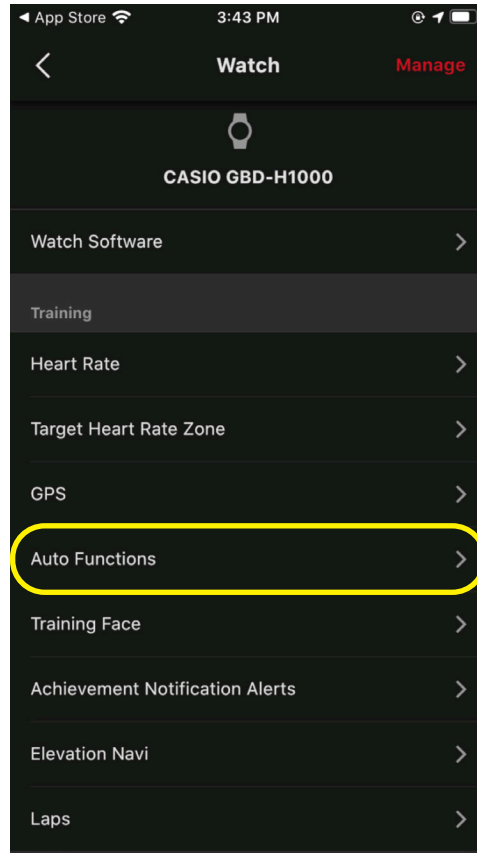 App Store 3:43 PM
Watch Manage
CASIO GBD-H1000
Watch Software
Training
Heart Rate
Target Heart Rate Zone
GPS
Auto Functions
Training Face
Achievement Notification Alerts
Elevation Navi
Laps